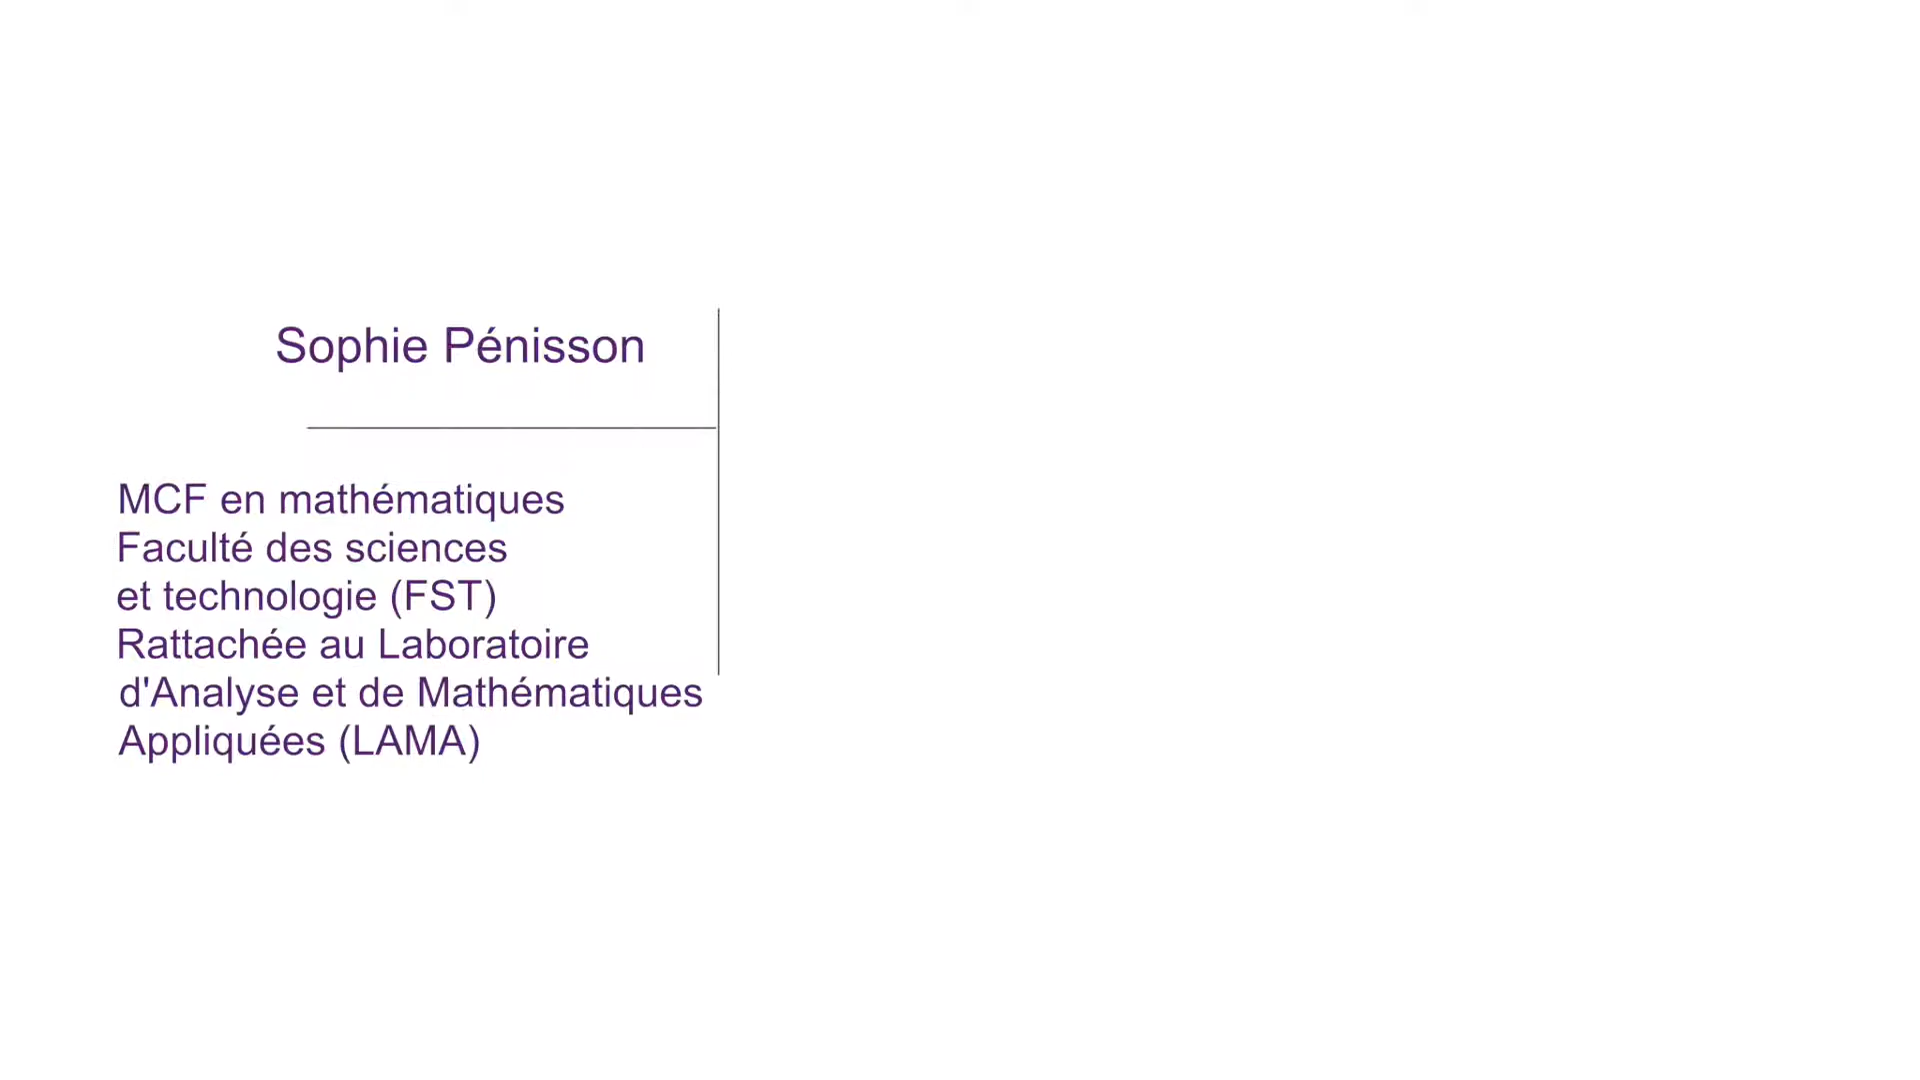 Sophie Pénisson
MCF en mathématiques
Faculté des sciences
et technologie (FST)
Rattachée au Laboratoire
d'Analyse et de Mathématiques
Appliquées (LAMA)